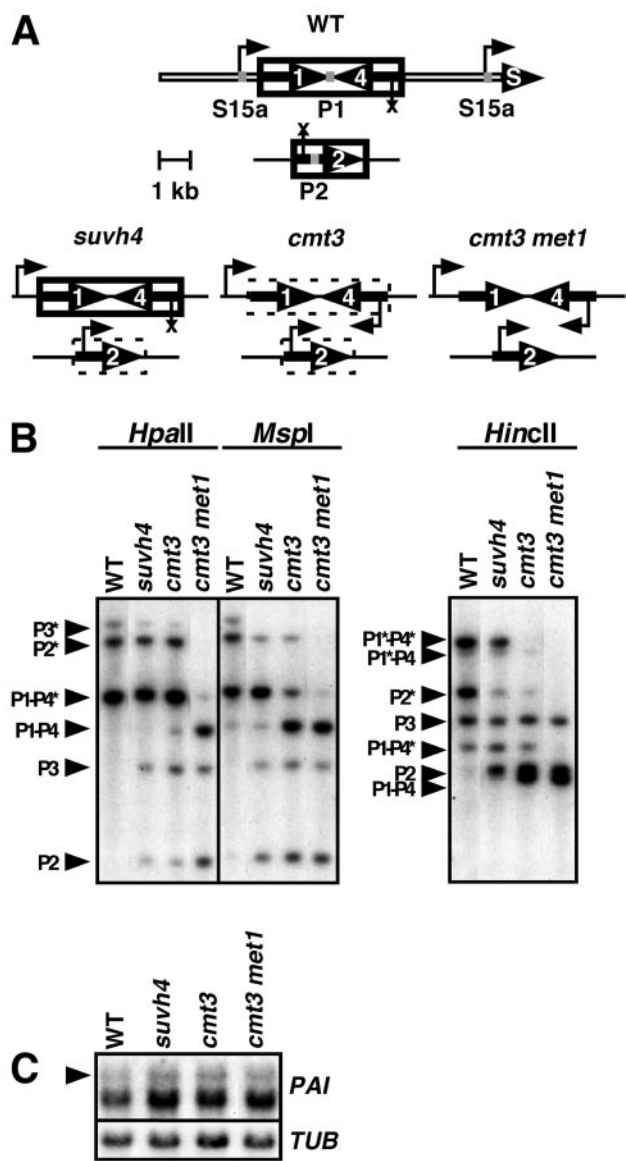 A
WT
1 4 S
S15a P1 S15a
x
x
2
1 kb
P2
suvh4 cmt3 cmt3 met1
1 4 1 4 1 4
x
2 2 2
B
HpaII MspI HincII
WT suvh4 cmt3 cmt3 met1 WT suvh4 cmt3 cmt3 met1 WT suvh4 cmt3 cmt3 met1
P3*
P2*
P1-P4*
P1-P4
P3
P2
P1*-P4*
P1*-P4
P2*
P3
P1-P4*
P2
P1-P4
WT suvh4 cmt3 cmt3 met1
C
PAI
TUB